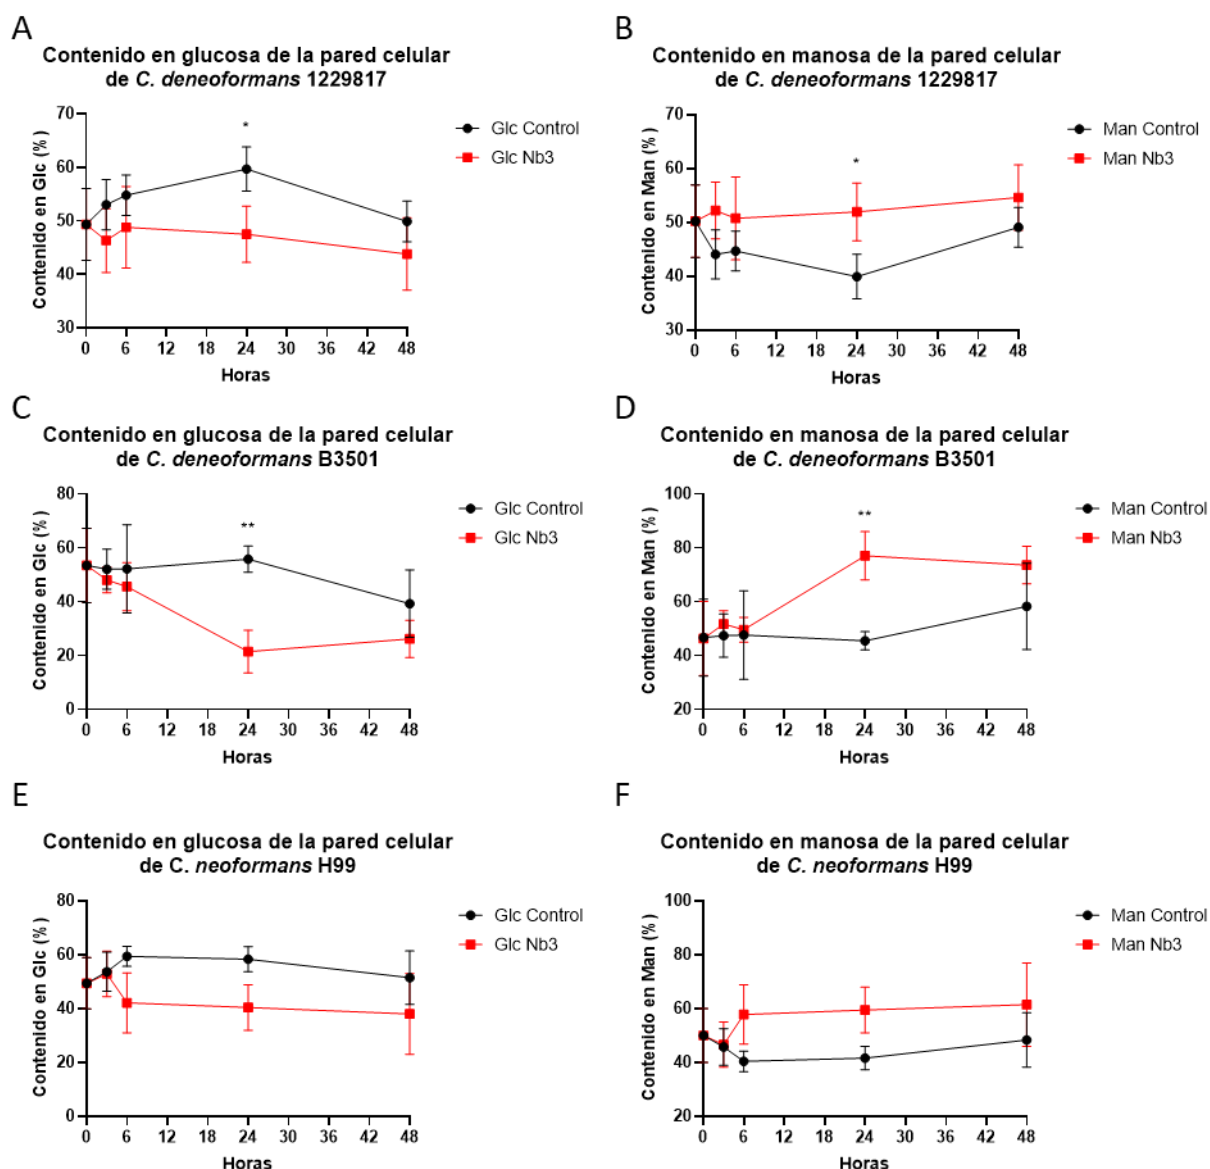 A
Contenido en glucosa de la pared celular
de C. deneoformans 1229817
Contenido en Glc (%)
70
60
50
40
30
*
0 6 12 18 24 30 36 42 48
Horas
Glc Control
Glc Nb3
B
Contenido en manosa de la pared celular
de C. deneoformans 1229817
Contenido en Man (%)
70
60
50
40
30
*
0 6 12 18 24 30 36 42 48
Horas
Man Control
Man Nb3
C
Contenido en glucosa de la pared celular
de C. deneoformans B3501
Contenido en Glc (%)
80
60
40
20
0
**
0 6 12 18 24 30 36 42 48
Horas
Glc Control
Glc Nb3
D
Contenido en manosa de la pared celular
de C. deneoformans B3501
Contenido en Man (%)
100
80
60
40
20
**
0 6 12 18 24 30 36 42 48
Horas
Man Control
Man Nb3
E
Contenido en glucosa de la pared celular
de C. neoformans H99
Contenido en Glc (%)
80
60
40
20
0
0 6 12 18 24 30 36 42 48
Horas
Glc Control
Glc Nb3
F
Contenido en manosa de la pared celular
de C. neoformans H99
Contenido en Man (%)
100
80
60
40
20
0 6 12 18 24 30 36 42 48
Horas
Man Control
Man Nb3